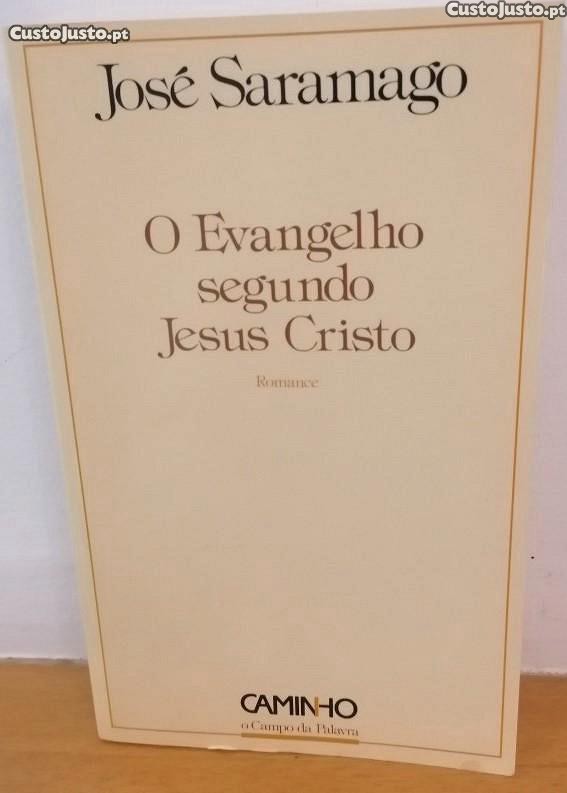 CustoJusto.pt
CustoJusto.pt
José Saramago
O Evangelho
segundo
Jesus Cristo
Romance
CAMINHO
o Campo da Palavra